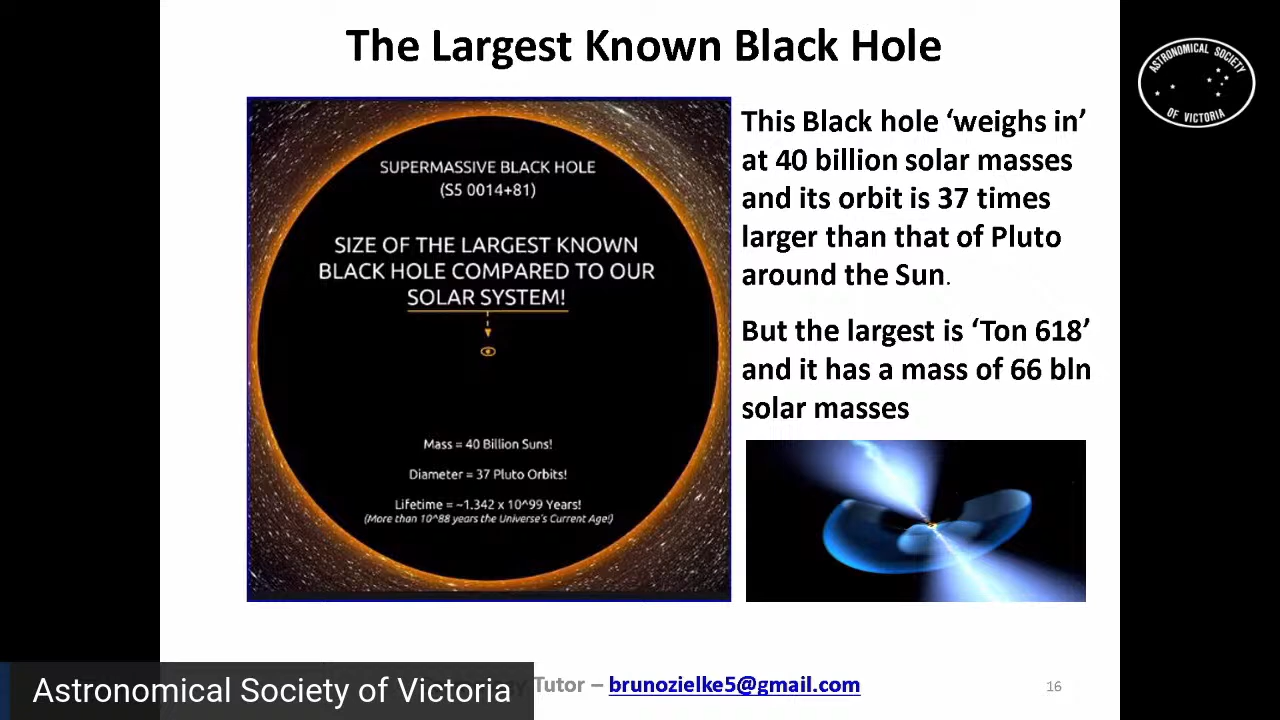 The Largest Known Black Hole
ASTRONOMICAL SOCIETY
OF VICTORIA
SUPERMASSIVE BLACK HOLE
(S5 0014+81)
SIZE OF THE LARGEST KNOWN
BLACK HOLE COMPARED TO OUR
SOLAR SYSTEM!
Mass = 40 Billion Suns!
Diameter = 37 Pluto Orbits!
Lifetime = ~1.342 x 10^99 Years!
(More than 10^88 years the Universe's Current Age!)
This Black hole ‘weighs in’
at 40 billion solar masses
and its orbit is 37 times
larger than that of Pluto
around the Sun.
But the largest is ‘Ton 618’
and it has a mass of 66 bln
solar masses
Astronomical Society of Victoria
Tutor – brunozielke5@gmail.com
16